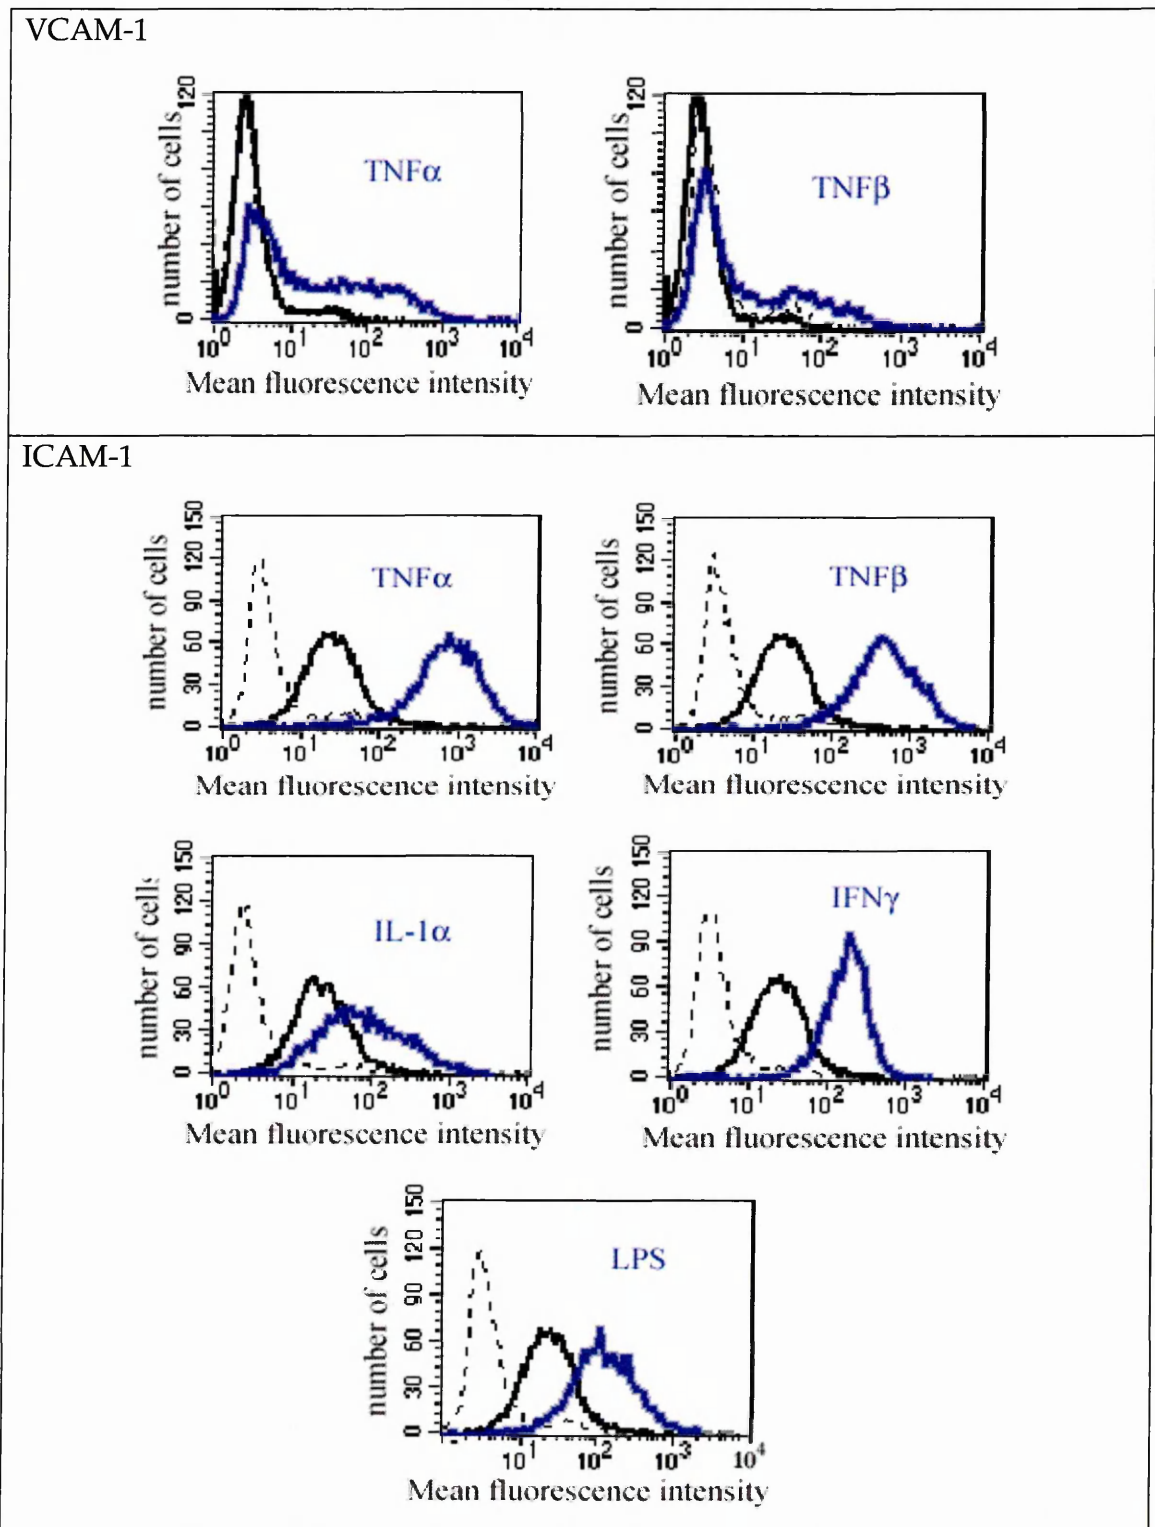 VCAM-1
120
0
number of cells
TNFα
10⁰ 10¹ 10² 10³ 10⁴
Mean fluorescence intensity
120
0
number of cells
TNFβ
10⁰ 10¹ 10² 10³ 10⁴
Mean fluorescence intensity
ICAM-1
0 30 60 90 120 150
number of cells
TNFα
10⁰ 10¹ 10² 10³ 10⁴
Mean fluorescence intensity
0 30 60 90 120 150
number of cells
TNFβ
10⁰ 10¹ 10² 10³ 10⁴
Mean fluorescence intensity
0 30 60 90 120 150
number of cells
IL-1α
10⁰ 10¹ 10² 10³ 10⁴
Mean fluorescence intensity
0 30 60 90 120 150
number of cells
IFNγ
10⁰ 10¹ 10² 10³ 10⁴
Mean fluorescence intensity
0 30 60 90 120 150
number of cells
LPS
10¹ 10² 10³ 10⁴
Mean fluorescence intensity